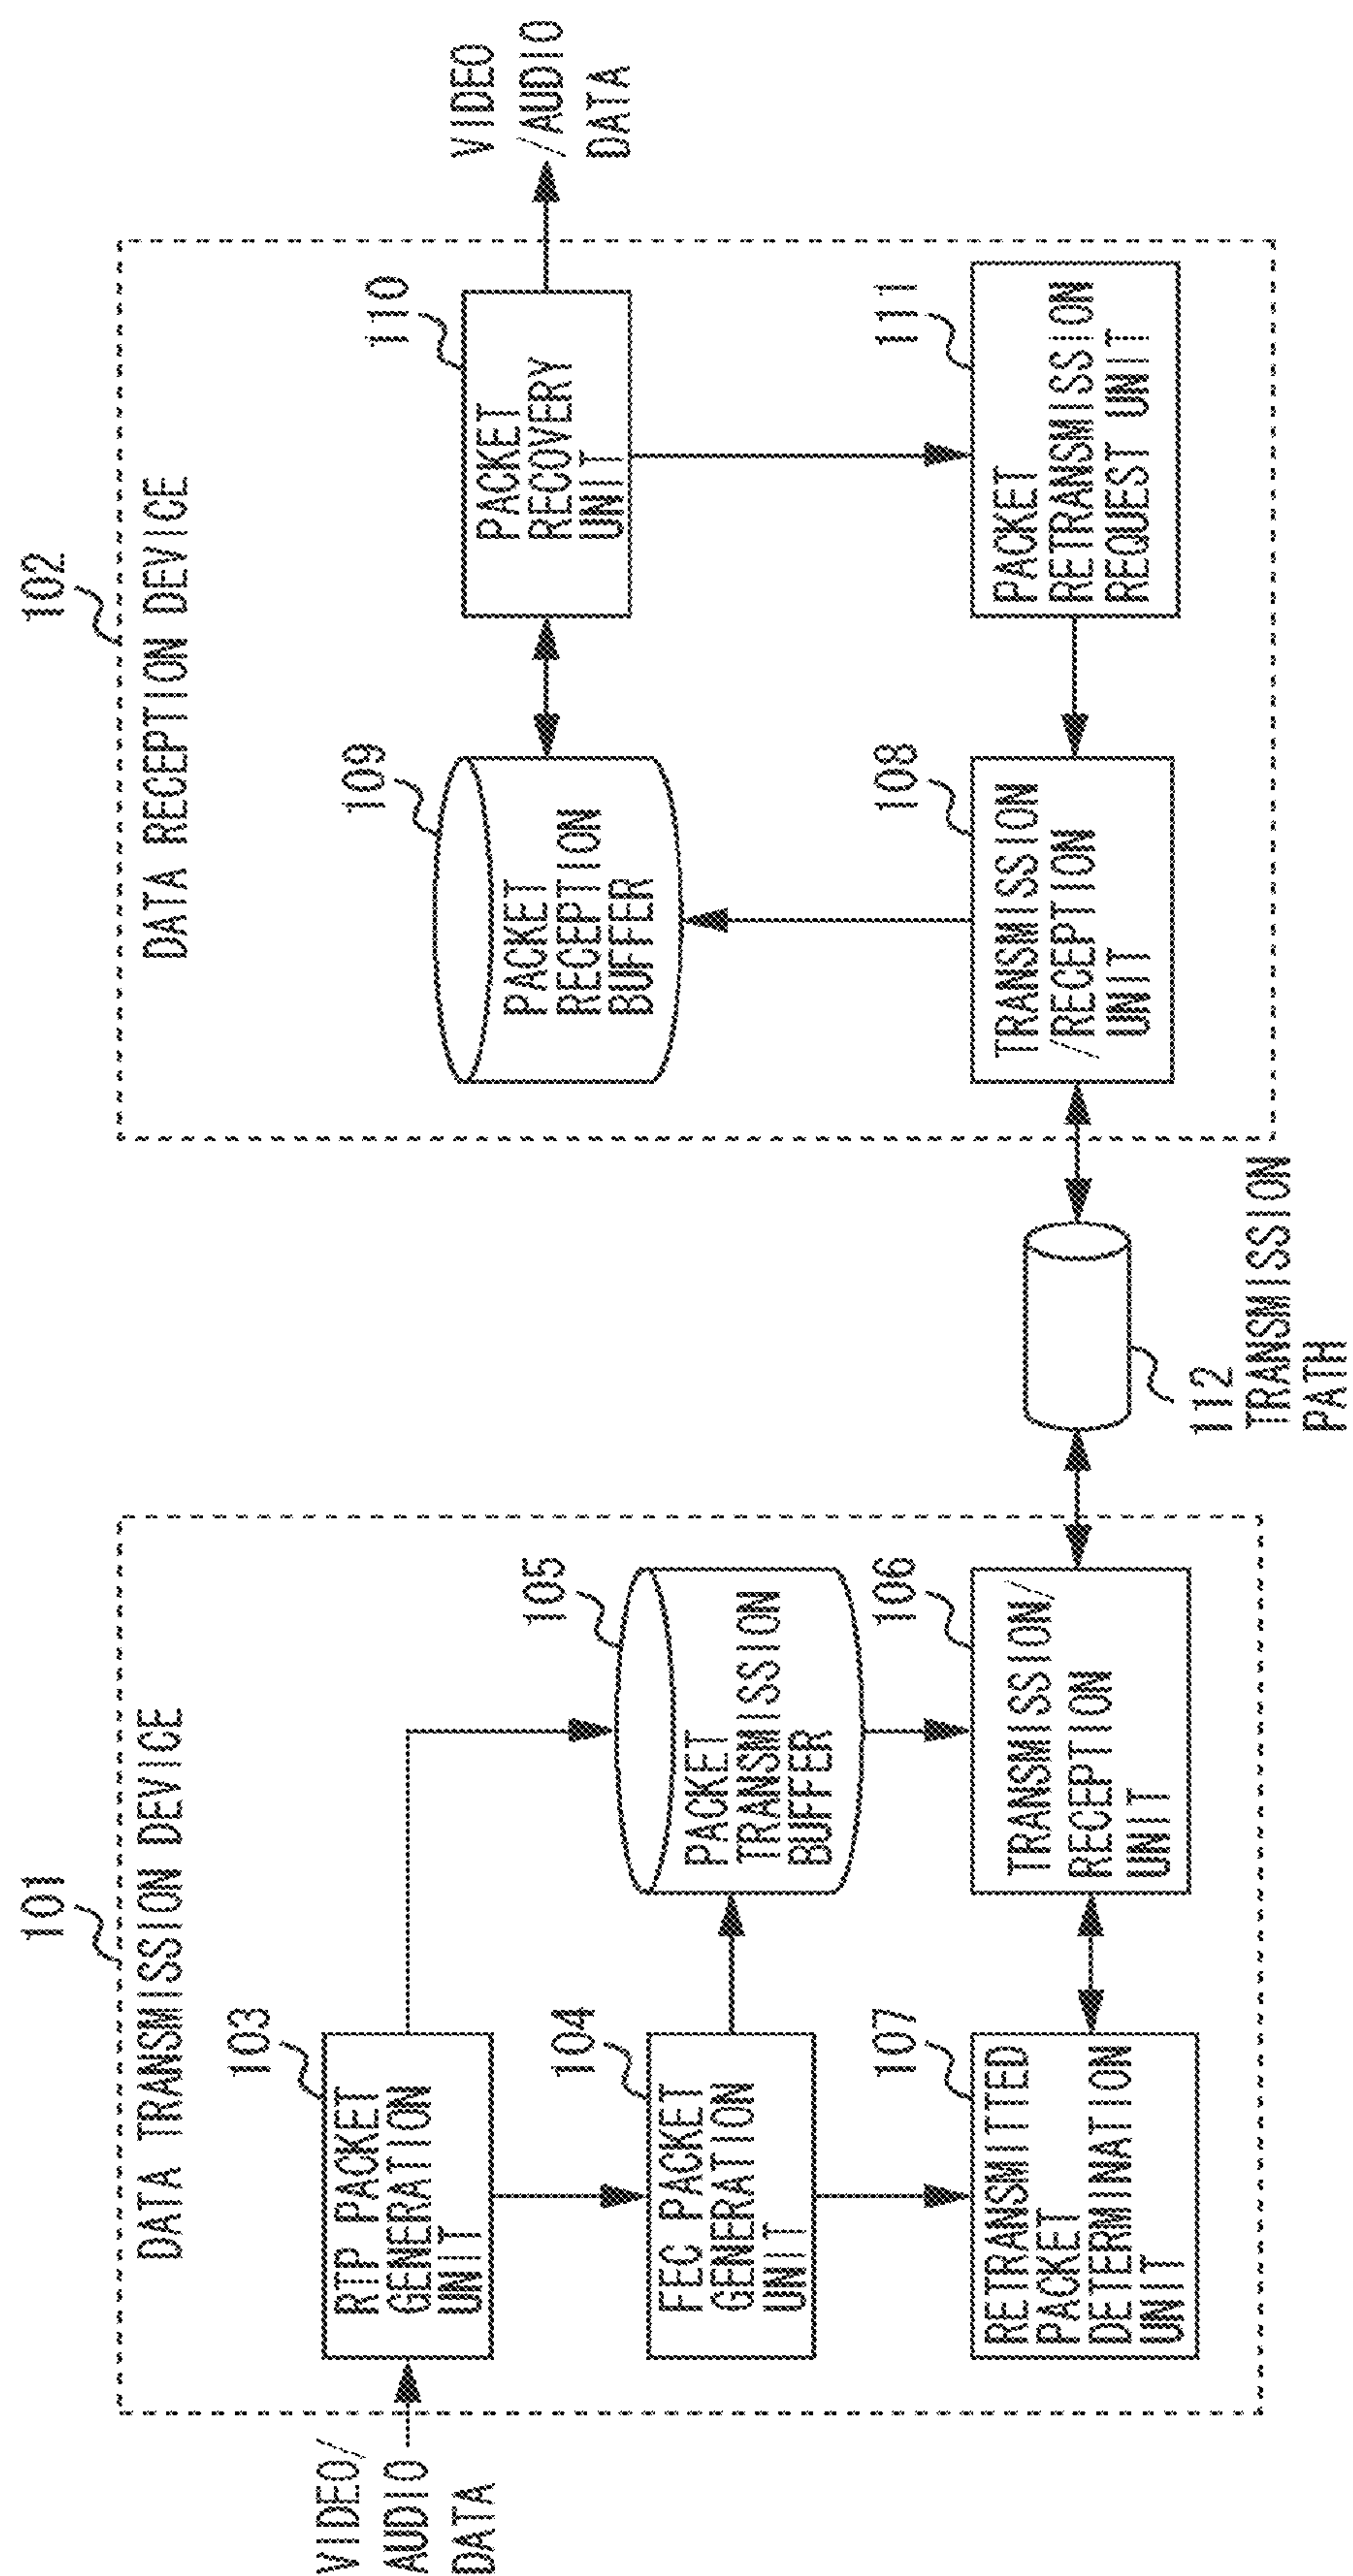 101
DATA TRANSMISSION DEVICE
VIDEO/
AUDIO
DATA
103
RTP PACKET
GENERATION
UNIT
104
FEC PACKET
GENERATION
UNIT
105
PACKET
TRANSMISSION
BUFFER
107
RETRANSMITTED
PACKET
DETERMINATION
UNIT
106
TRANSMISSION/
RECEPTION
UNIT
112
TRANSMISSION
PATH
102
DATA RECEPTION DEVICE
109
PACKET
RECEPTION
BUFFER
110
PACKET
RECOVERY
UNIT
VIDEO
/AUDIO
DATA
108
TRANSMISSION
/RECEPTION
UNIT
111
PACKET
RETRANSMISSION
REQUEST UNIT